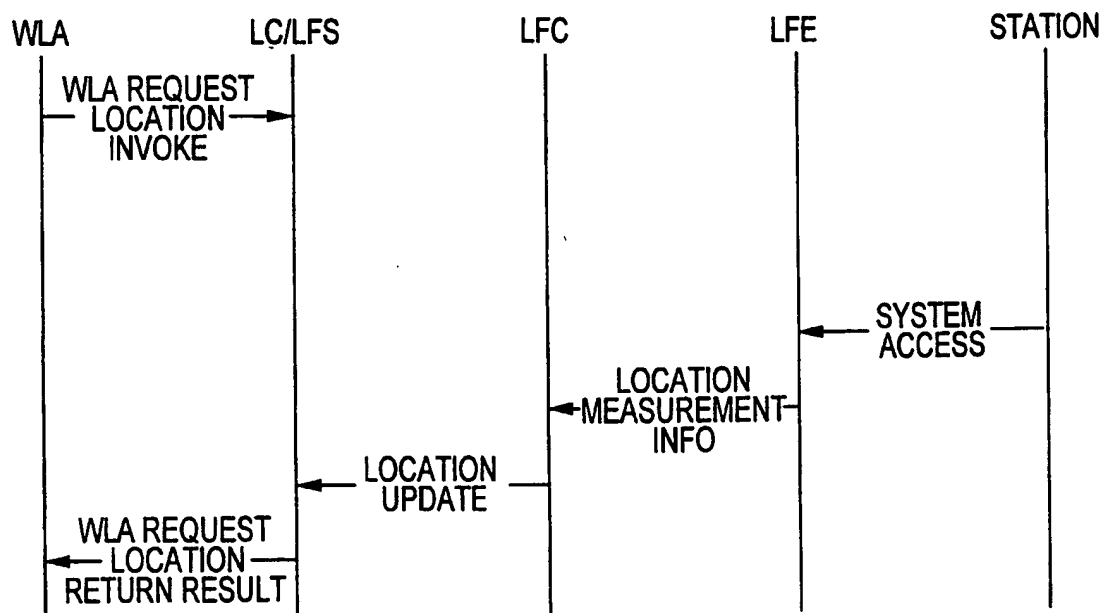 WLA LC/LFS LFC LFE STATION
WLA REQUEST
LOCATION
INVOKE
SYSTEM
ACCESS
LOCATION
MEASUREMENT
INFO
LOCATION
UPDATE
WLA REQUEST
LOCATION
RETURN RESULT